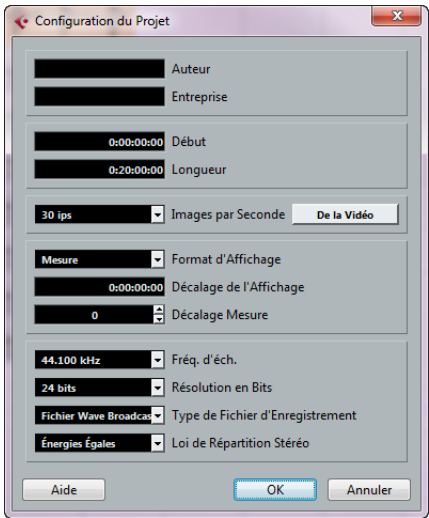 Configuration du Projet
Auteur
Entreprise
0:00:00:00 Début
0:20:00:00 Longueur
30 ips Images par Seconde De la Vidéo
Mesure Format d'Affichage
0:00:00:00 Décalage de l'Affichage
0 Décalage Mesure
44.100 kHz Fréq. d'éch.
24 bits Résolution en Bits
Fichier Wave Broadcas Type de Fichier d'Enregistrement
Énergies Égales Loi de Répartition Stéréo
Aide OK Annuler